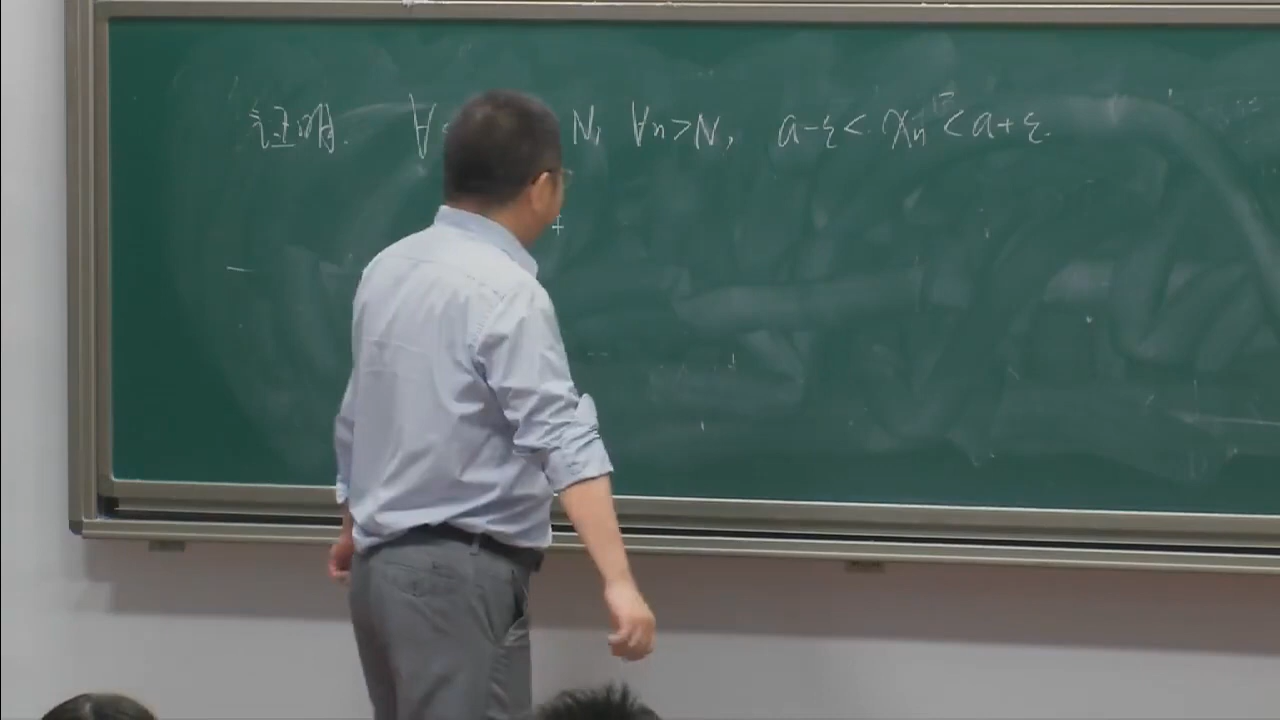 证明. ∀ N, ∀n>N, a-ε< xn <a+ε.